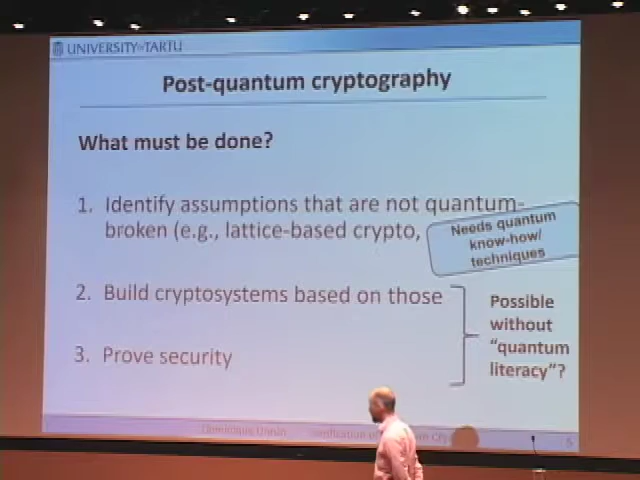 UNIVERSITY OF TARTU
Post-quantum cryptography
What must be done?
1. Identify assumptions that are not quantum-
broken (e.g., lattice-based crypto,
Needs quantum
know-how/
techniques
2. Build cryptosystems based on those
3. Prove security
Possible
without
"quantum
literacy"?
Dominique Unruh